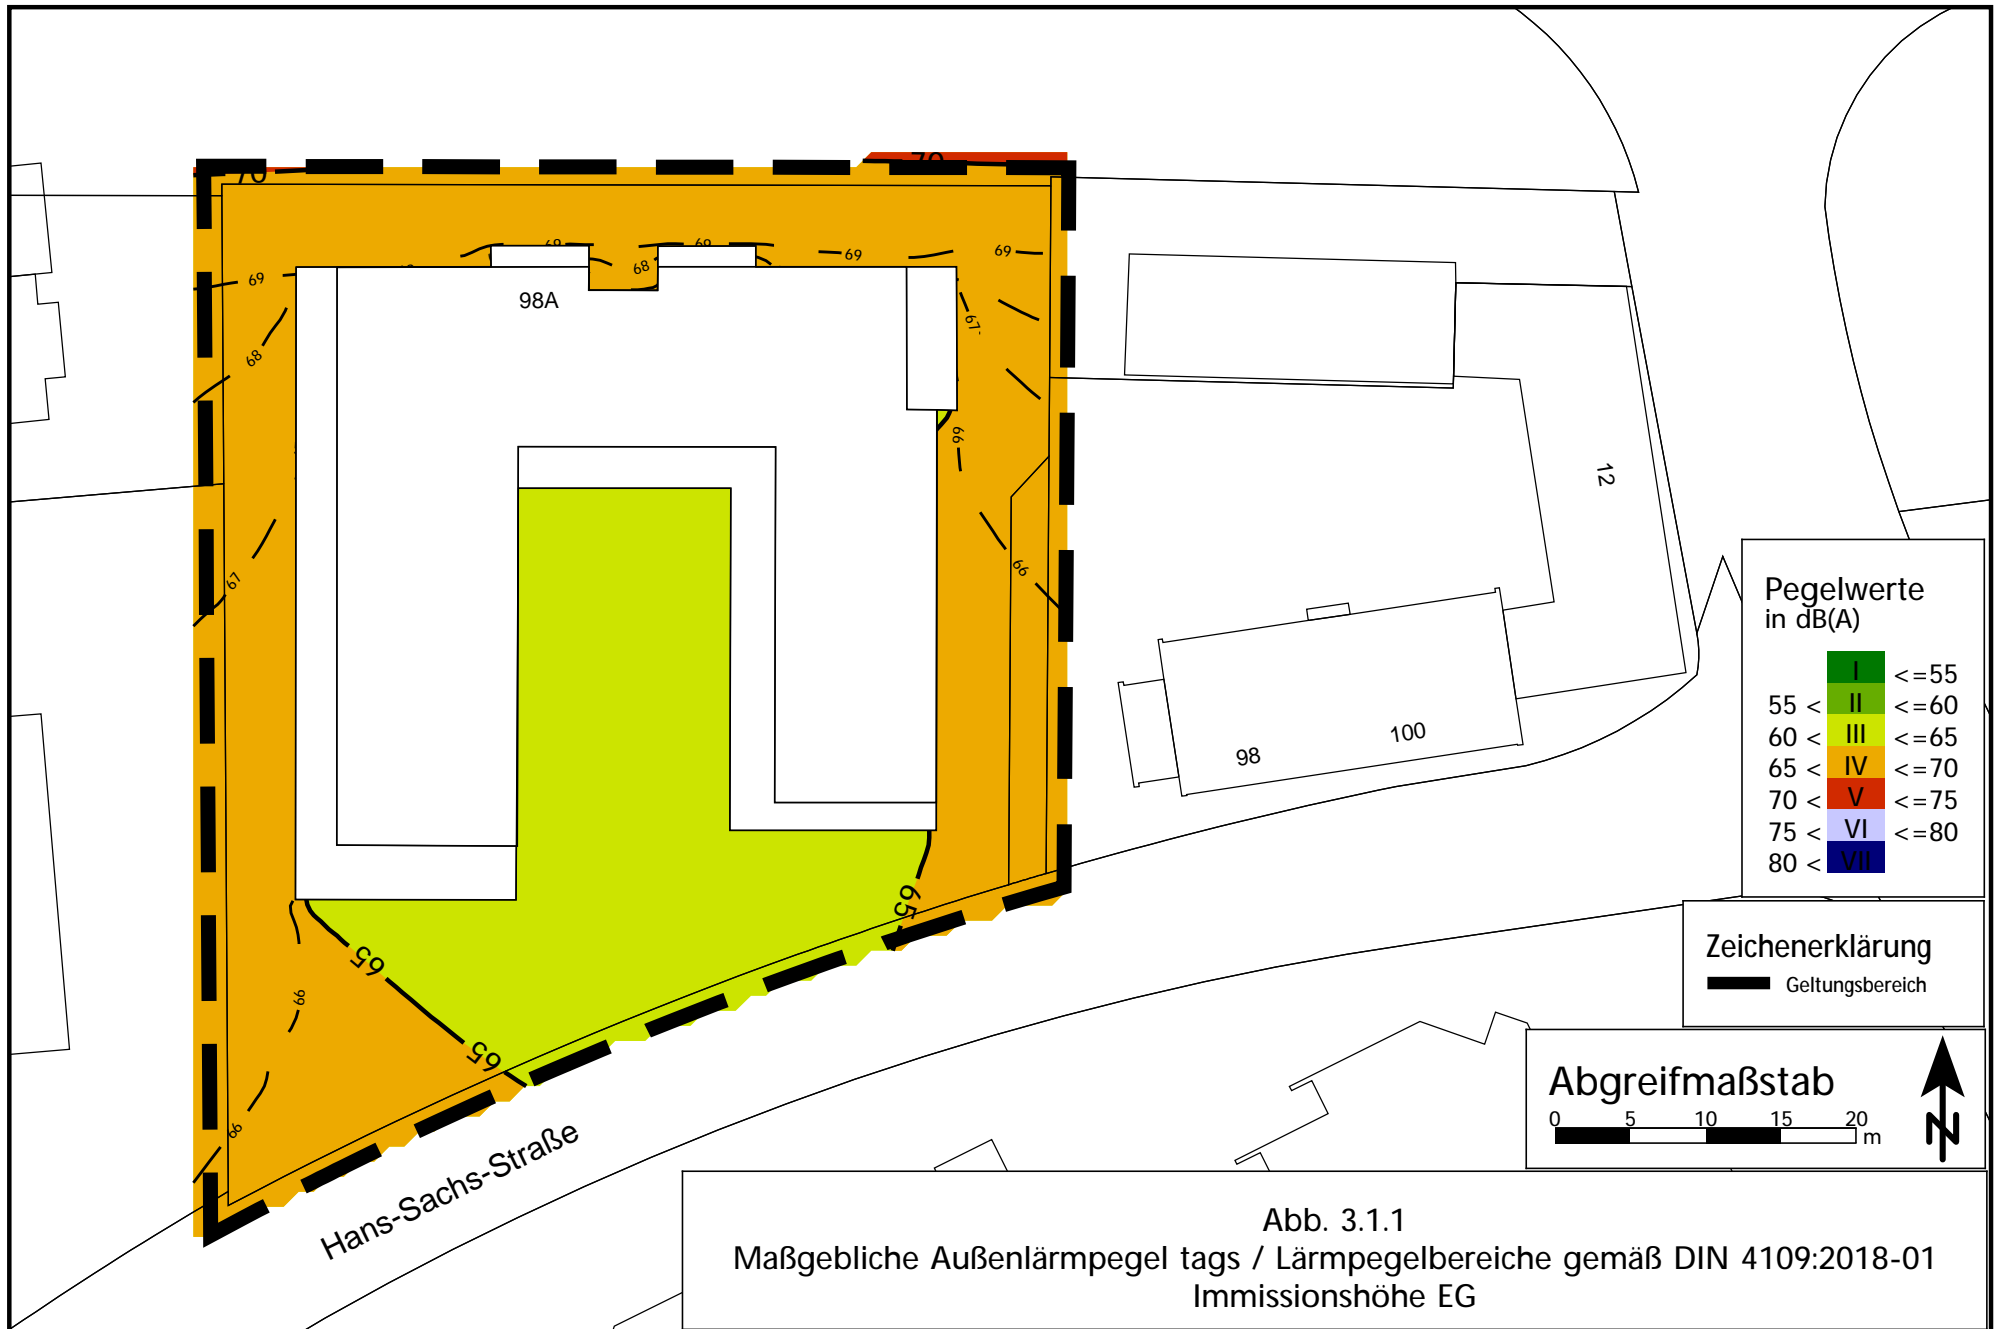 70
70
69
69
69
69
69
68
98A
67
68
66
12
67
66
Pegelwerte
in dB(A)
I <=55
55 < II <=60
60 < III <=65
65 < IV <=70
70 < V <=75
75 < VI <=80
80 < VII
98
100
65
65
66
65
66
Zeichenerklärung
Geltungsbereich
Abgreifmaßstab
0 5 10 15 20
m
N
Hans-Sachs-Straße
Abb. 3.1.1
Maßgebliche Außenlärmpegel tags / Lärmpegelbereiche gemäß DIN 4109:2018-01
Immissionshöhe EG